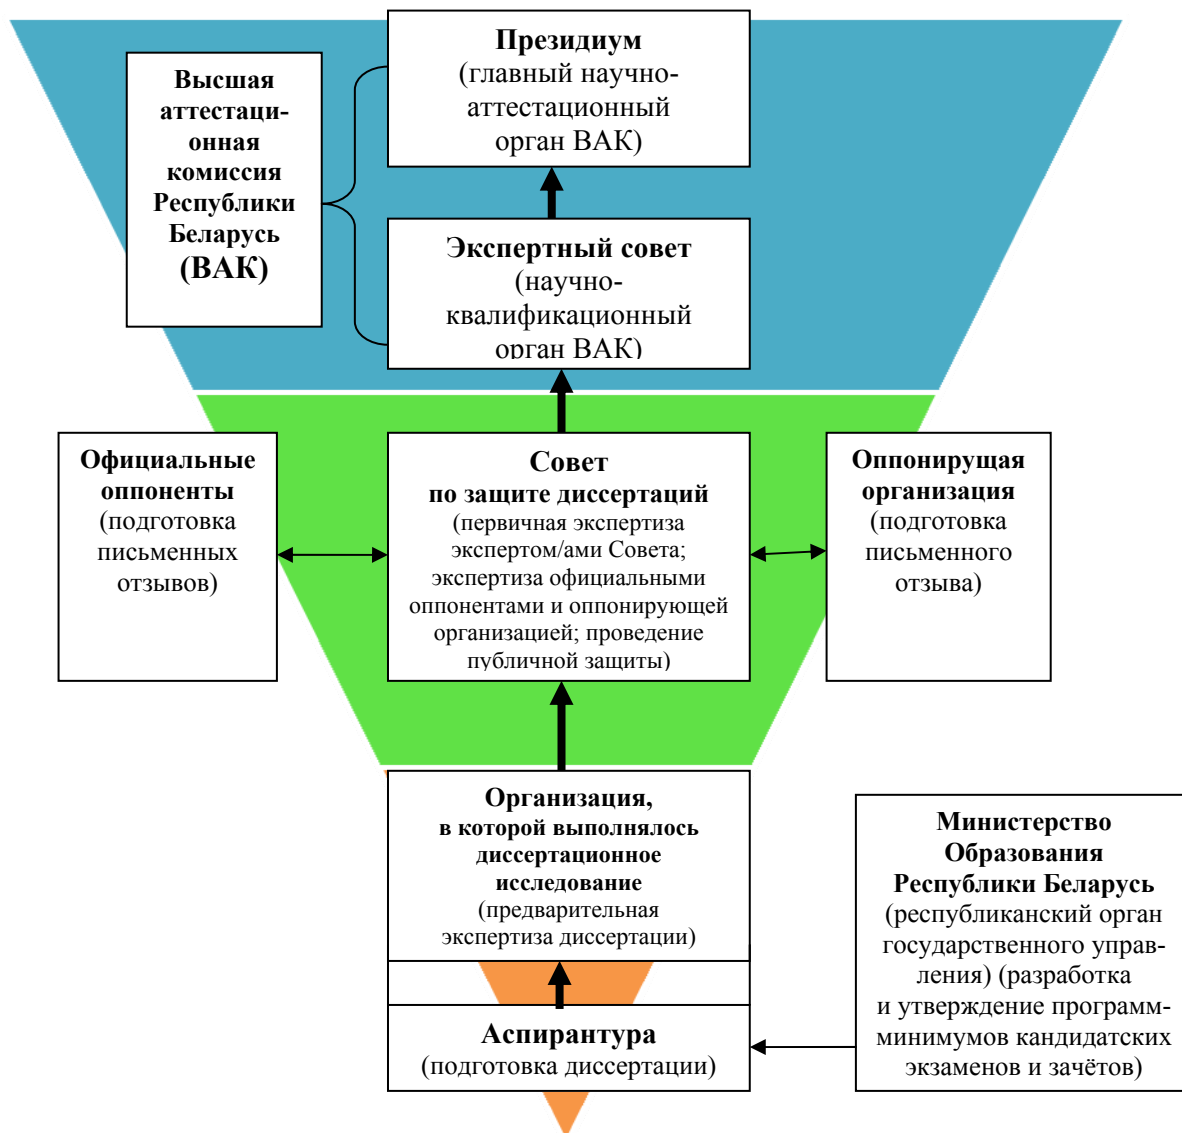 Президиум
(главный научно-
аттестационный
орган ВАК)
Высшая
аттестаци-
онная
комиссия
Республики
Беларусь
(ВАК)
Экспертный совет
(научно-
квалификационный
орган ВАК)
Официальные
оппоненты
(подготовка
письменных
отзывов)
Совет
по защите диссертаций
(первичная экспертиза
экспертом/ами Совета;
экспертиза официальными
оппонентами и оппонирующей
организацией; проведение
публичной защиты)
Оппонирущая
организация
(подготовка
письменного
отзыва)
Организация,
в которой выполнялось
диссертационное
исследование
(предварительная
экспертиза диссертации)
Министерство
Образования
Республики Беларусь
(республиканский орган
государственного управ-
ления) (разработка
и утверждение программ-
минимумов кандидатских
экзаменов и зачётов)
Аспирантура
(подготовка диссертации)